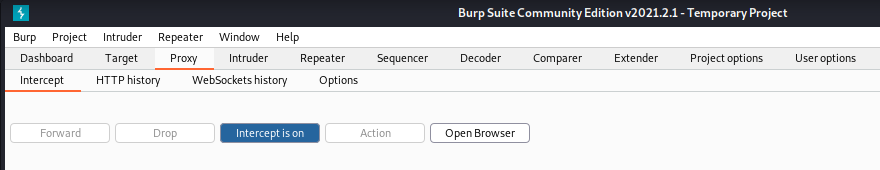 Burp Suite Community Edition v2021.2.1 - Temporary Project
Burp Project Intruder Repeater Window Help
Dashboard Target Proxy Intruder Repeater Sequencer Decoder Comparer Extender Project options User options
Intercept HTTP history WebSockets history Options
Forward Drop Intercept is on Action Open Browser